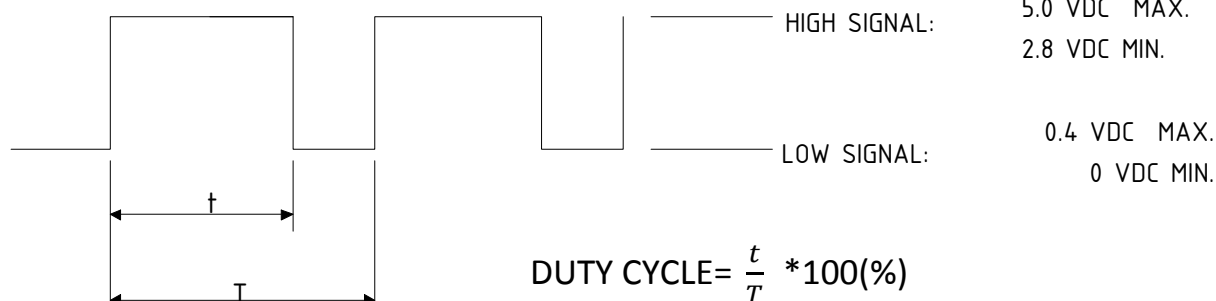 HIGH SIGNAL: 5.0 VDC MAX.
2.8 VDC MIN.
LOW SIGNAL: 0.4 VDC MAX.
0 VDC MIN.
t
T
DUTY CYCLE= t/T *100(%)